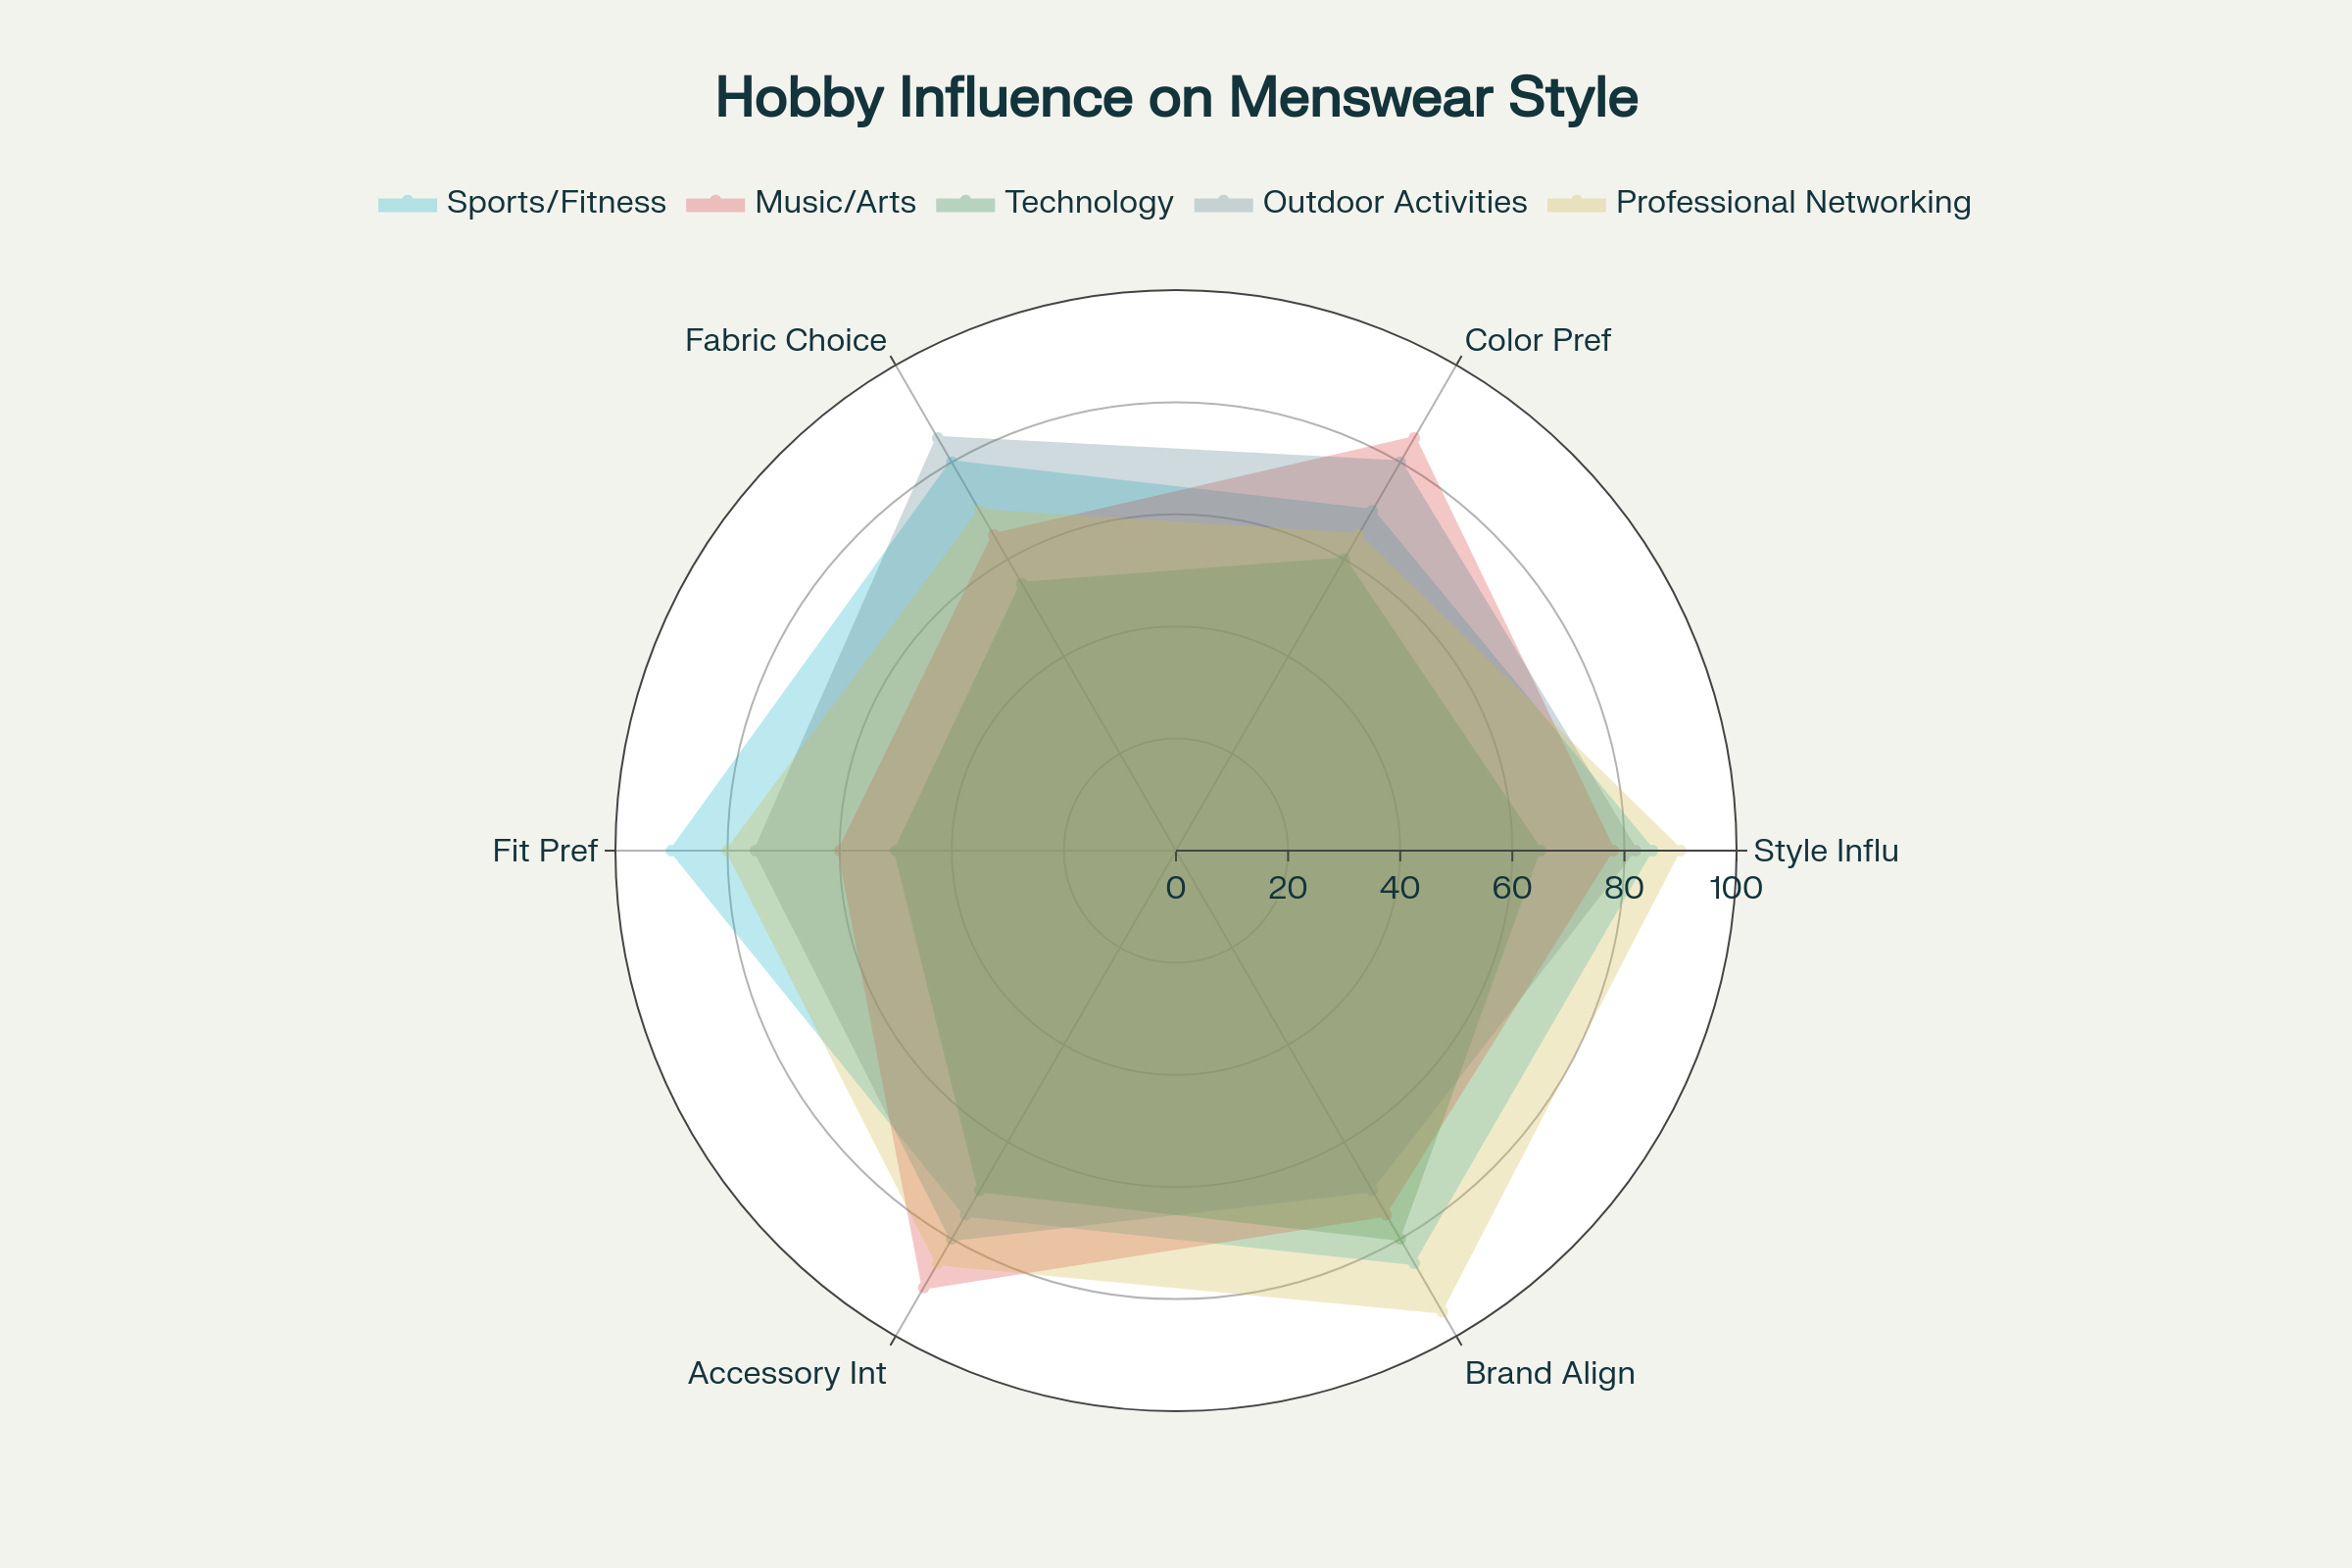 Hobby Influence on Menswear Style
Sports/Fitness Music/Arts Technology Outdoor Activities Professional Networking
Fabric Choice Color Pref
Fit Pref Style Influ
0 20 40 60 80 100
Accessory Int Brand Align